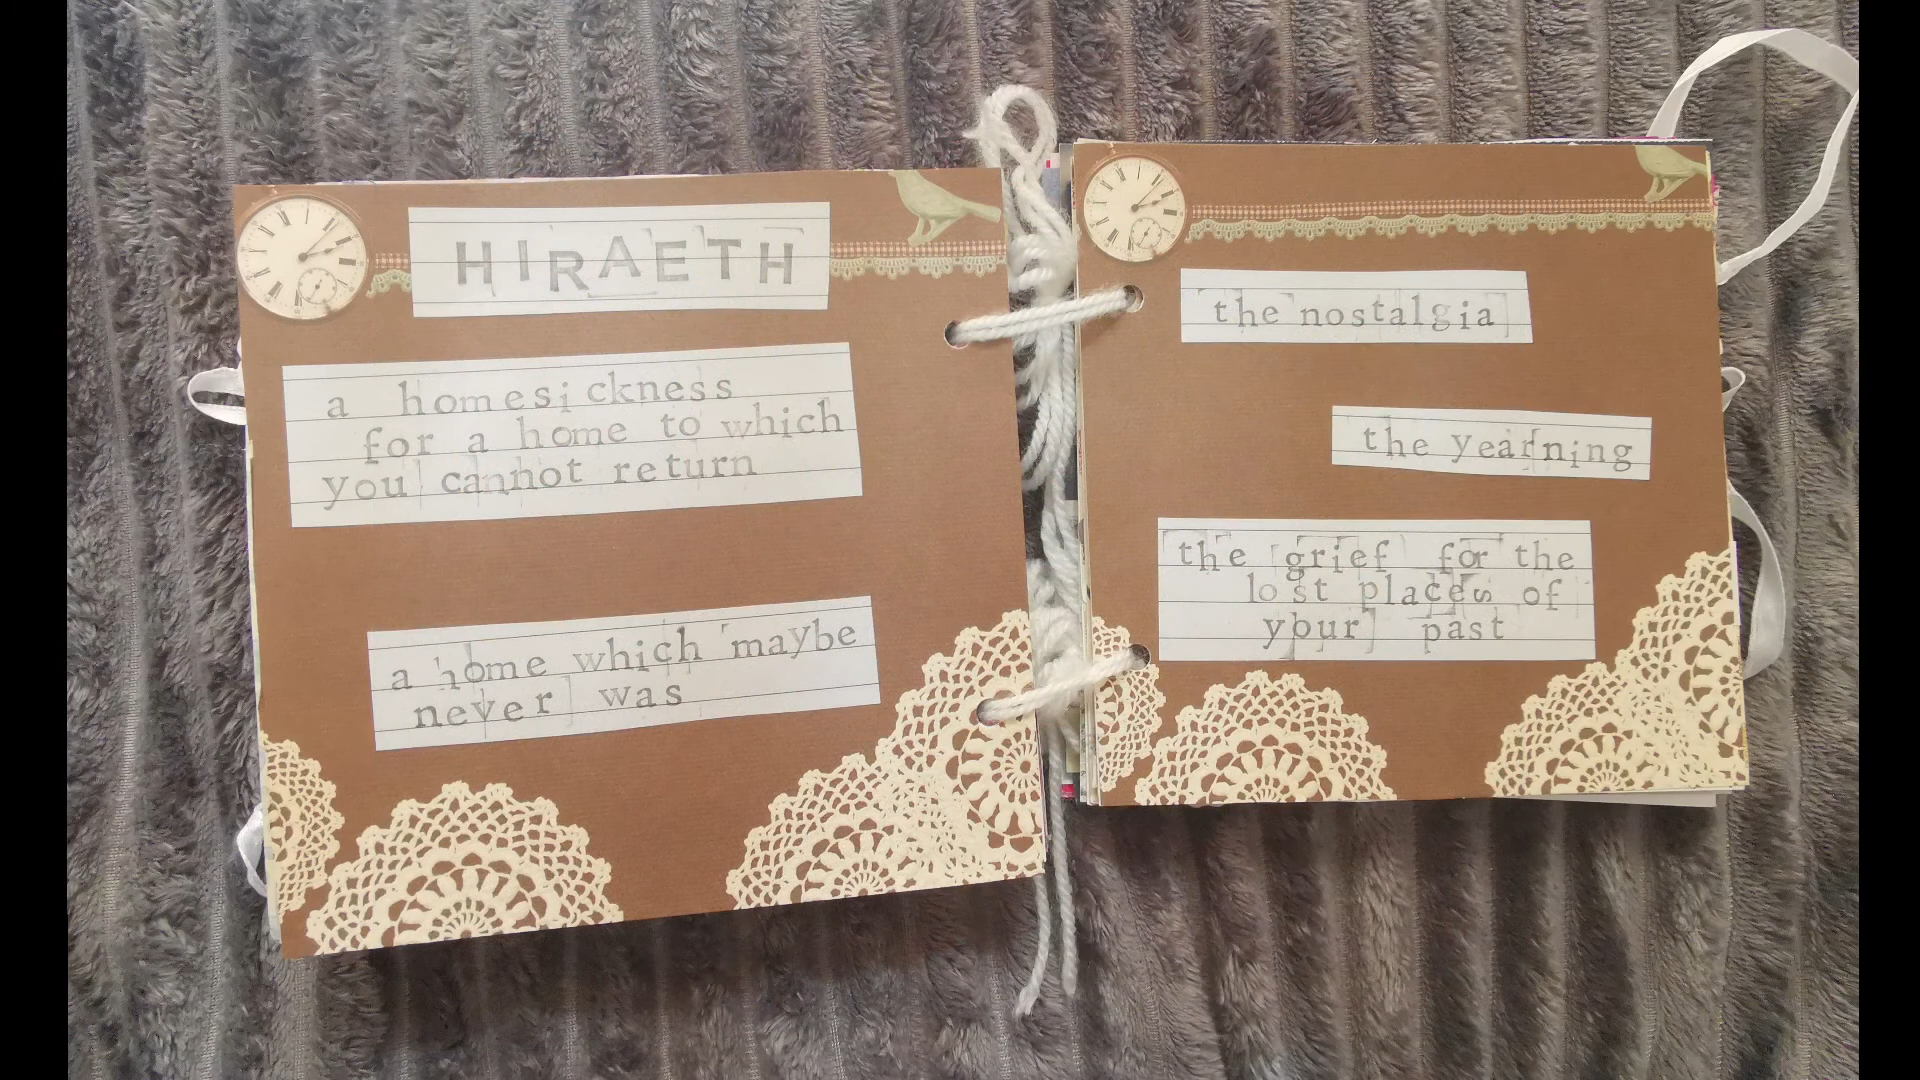 HIRAETH
a homesickness
for a home to which
you cannot return
a home which maybe
never was
the nostalgia
the yearning
the grief for the
lost places of
your past